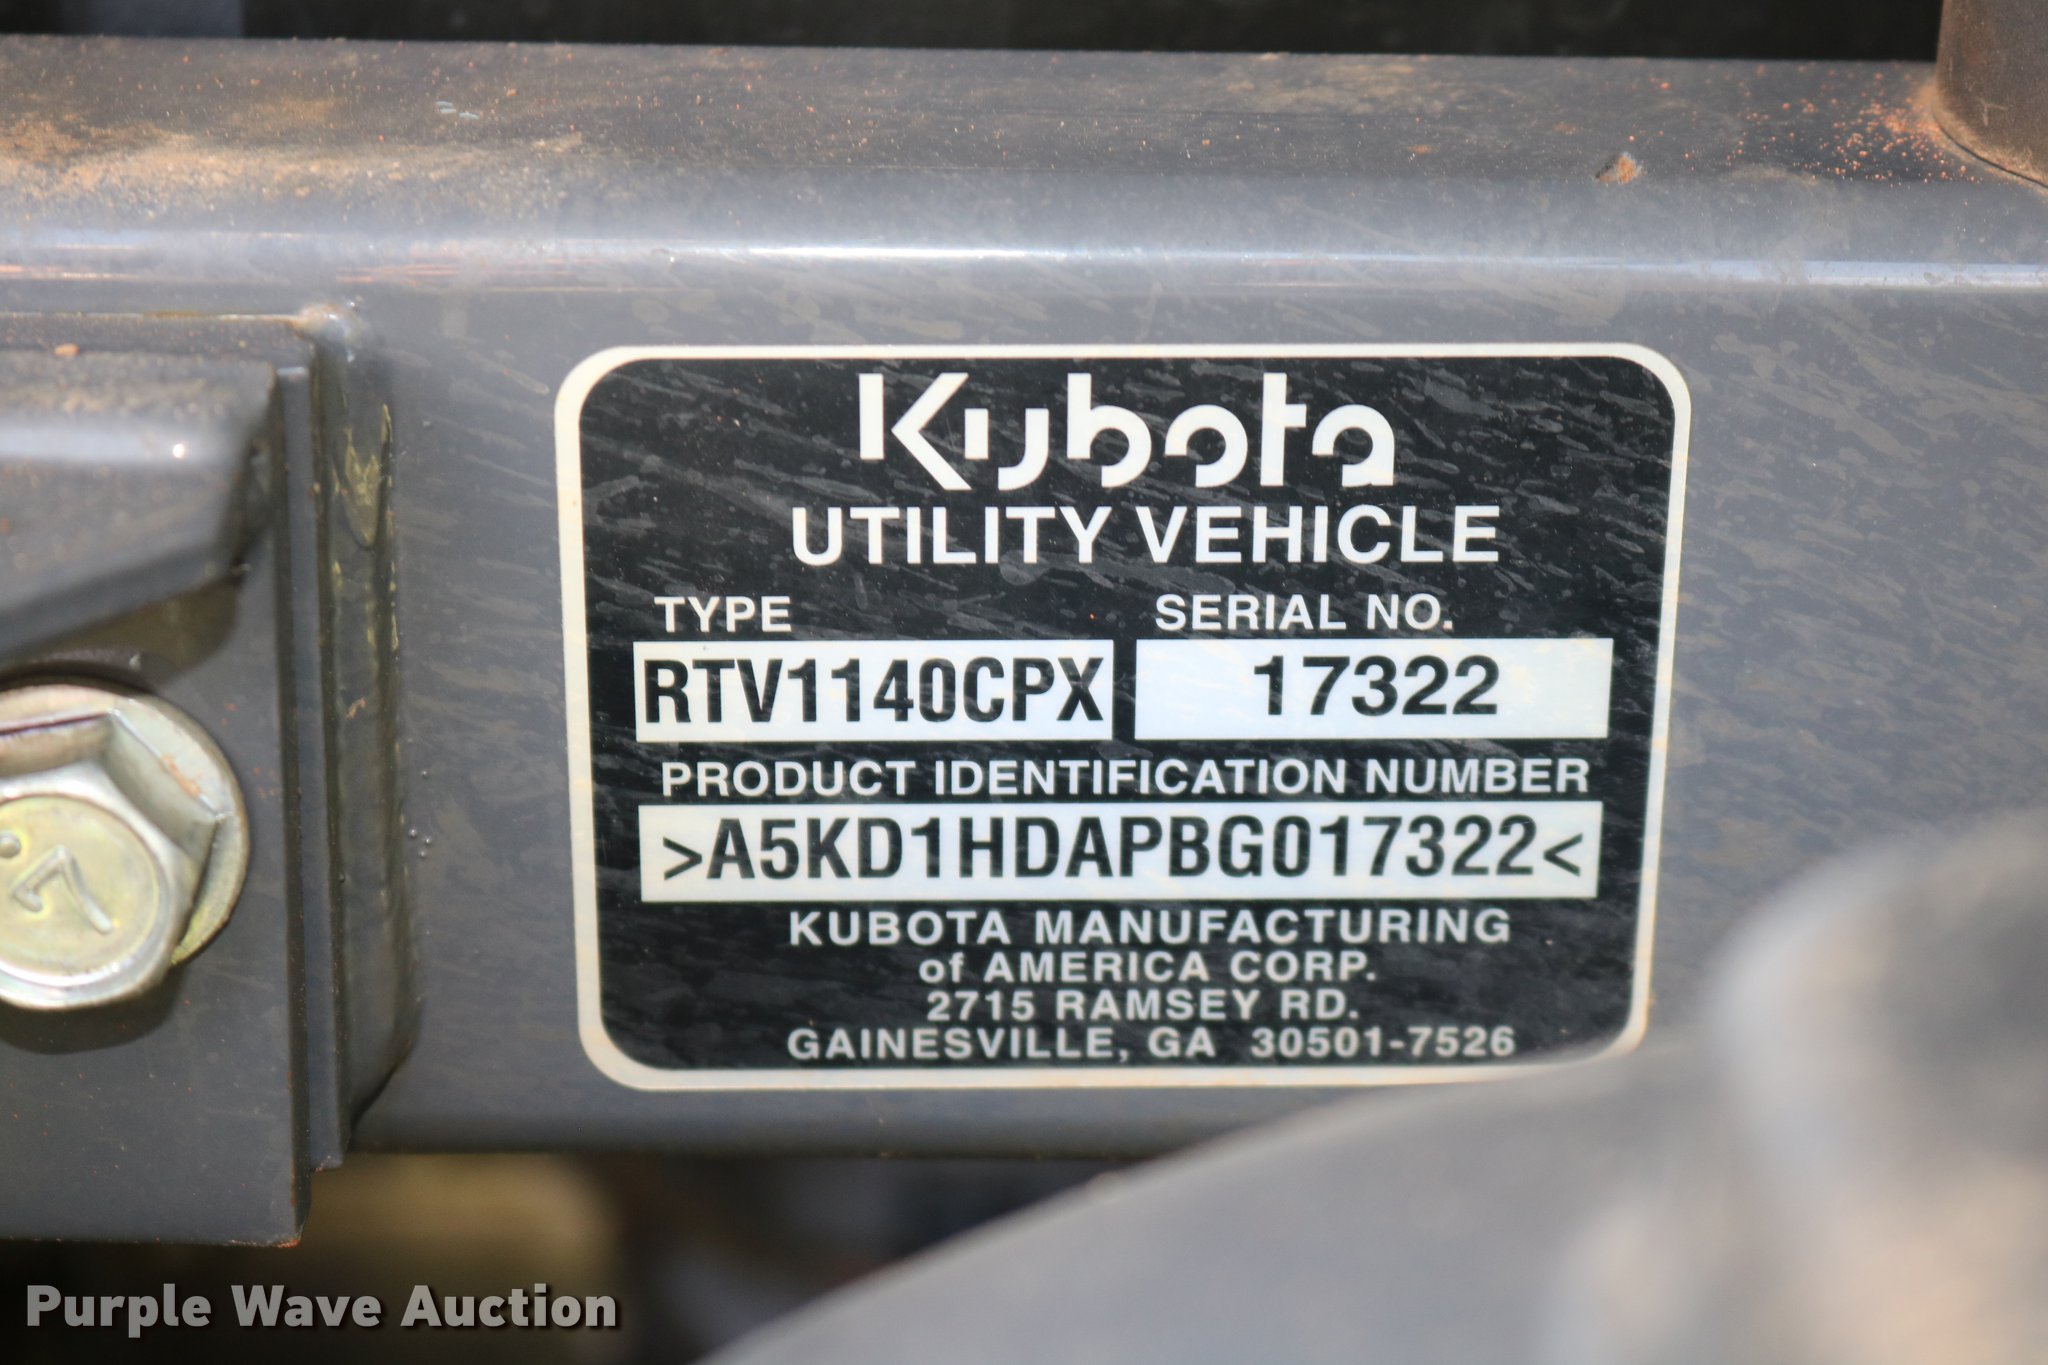 Kubota
UTILITY VEHICLE
TYPE SERIAL NO.
RTV1140CPX 17322
PRODUCT IDENTIFICATION NUMBER
>A5KD1HDAPBG017322<
KUBOTA MANUFACTURING
of AMERICA CORP.
2715 RAMSEY RD.
GAINESVILLE, GA 30501-7526
7
Purple Wave Auction